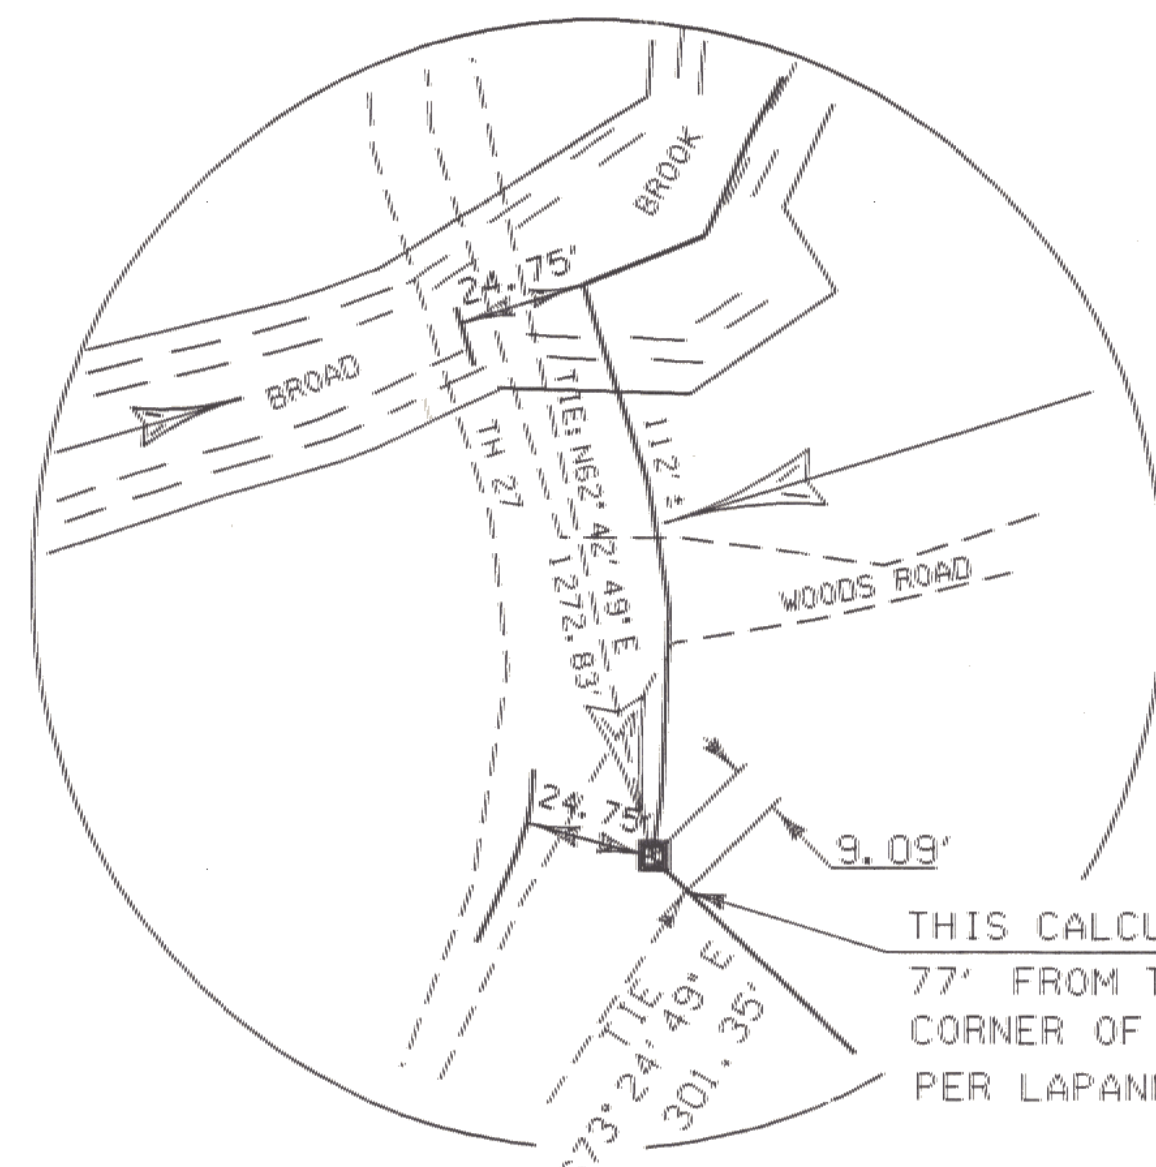 BROOK
24.75'
BROAD
TH 27
TIE: N62° 42' 49" E
1272.83'
112' ±
WOODS ROAD
24.75'
9.09'
THIS CALCU
77' FROM T
CORNER OF
PER LAPAN
TIE
73° 24' 49" E
301.35'